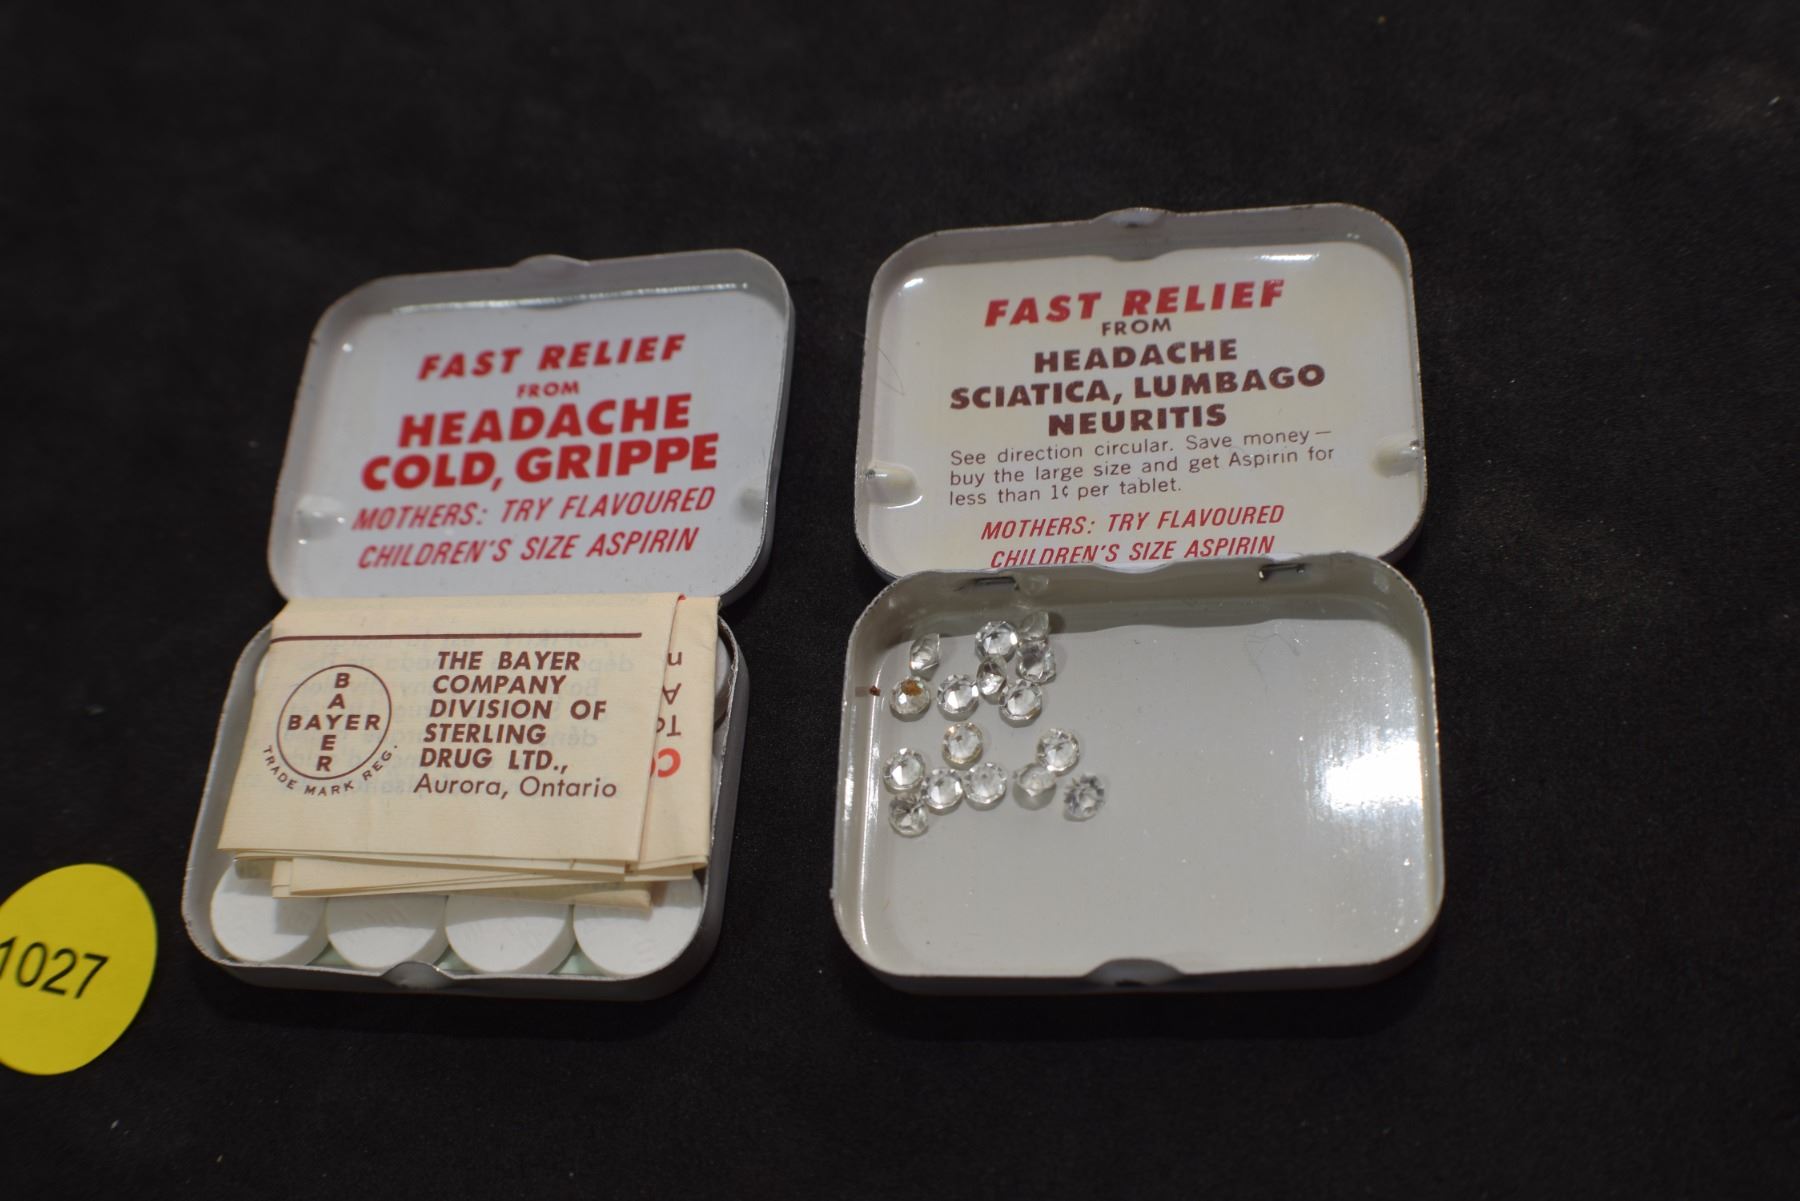 FAST RELIEF
FROM
HEADACHE
COLD, GRIPPE
MOTHERS: TRY FLAVOURED
CHILDREN'S SIZE ASPIRIN
BAYER
BAYER
TRADE MARK REG.
THE BAYER
COMPANY
DIVISION OF
STERLING
DRUG LTD.,
Aurora, Ontario
FAST RELIEF
FROM
HEADACHE
SCIATICA, LUMBAGO
NEURITIS
See direction circular. Save money—
buy the large size and get Aspirin for
less than 1¢ per tablet.
MOTHERS: TRY FLAVOURED
CHILDREN'S SIZE ASPIRIN
1027